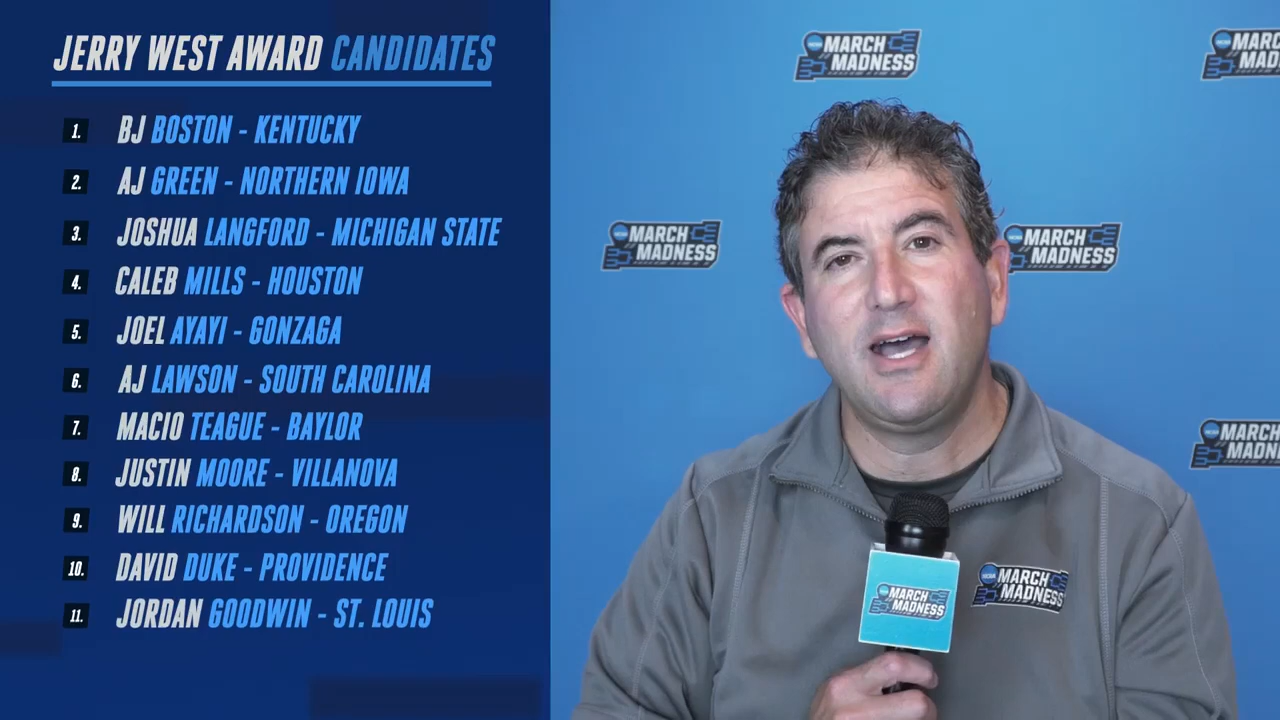 JERRY WEST AWARD CANDIDATES
1. BJ BOSTON - KENTUCKY
2. AJ GREEN - NORTHERN IOWA
3. JOSHUA LANGFORD - MICHIGAN STATE
4. CALEB MILLS - HOUSTON
5. JOEL AYAYI - GONZAGA
6. AJ LAWSON - SOUTH CAROLINA
7. MACIO TEAGUE - BAYLOR
8. JUSTIN MOORE - VILLANOVA
9. WILL RICHARDSON - OREGON
10. DAVID DUKE - PROVIDENCE
11. JORDAN GOODWIN - ST. LOUIS
MARCH
MADNESS
MARCH
MADNESS
MARCH
MADNESS
MARCH
MADNESS
MARCH
MADNESS
NCAA
MARCH
MADNESS